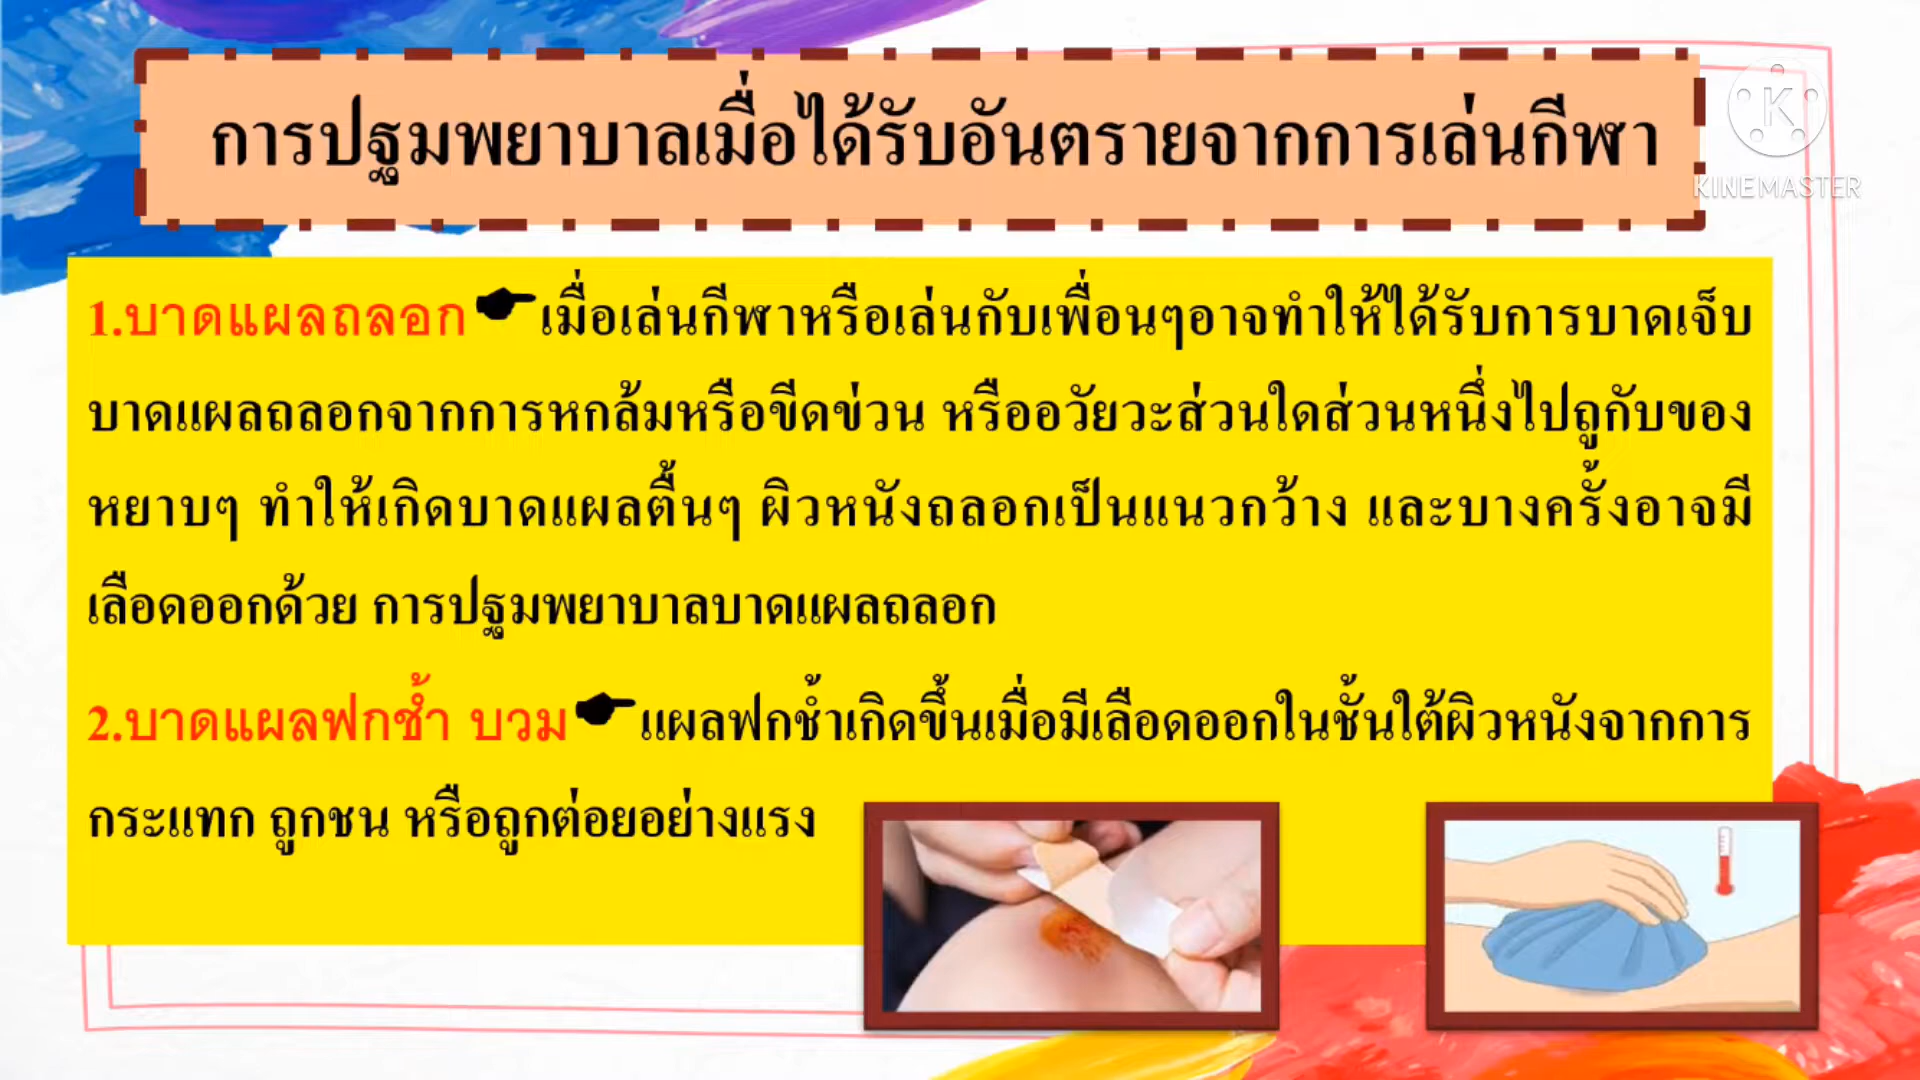 การปฐมพยาบาลเมื่อได้รับอันตรายจากการเล่นกีฬา
K
KINEMASTER
1.บาดแผลถลอก☛เมื่อเล่นกีฬาหรือเล่นกับเพื่อนๆอาจทำให้ได้รับการบาดเจ็บ
บาดแผลถลอกจากการหกล้มหรือขีดข่วน หรืออวัยวะส่วนใดส่วนหนึ่งไปถูกับของ
หยาบๆ ทำให้เกิดบาดแผลตื้นๆ ผิวหนังถลอกเป็นแนวกว้าง และบางครั้งอาจมี
เลือดออกด้วย การปฐมพยาบาลบาดแผลถลอก
2.บาดแผลฟกช้ำ บวม☛แผลฟกช้ำเกิดขึ้นเมื่อมีเลือดออกในชั้นใต้ผิวหนังจากการ
กระแทก ถูกชน หรือถูกต่อยอย่างแรง